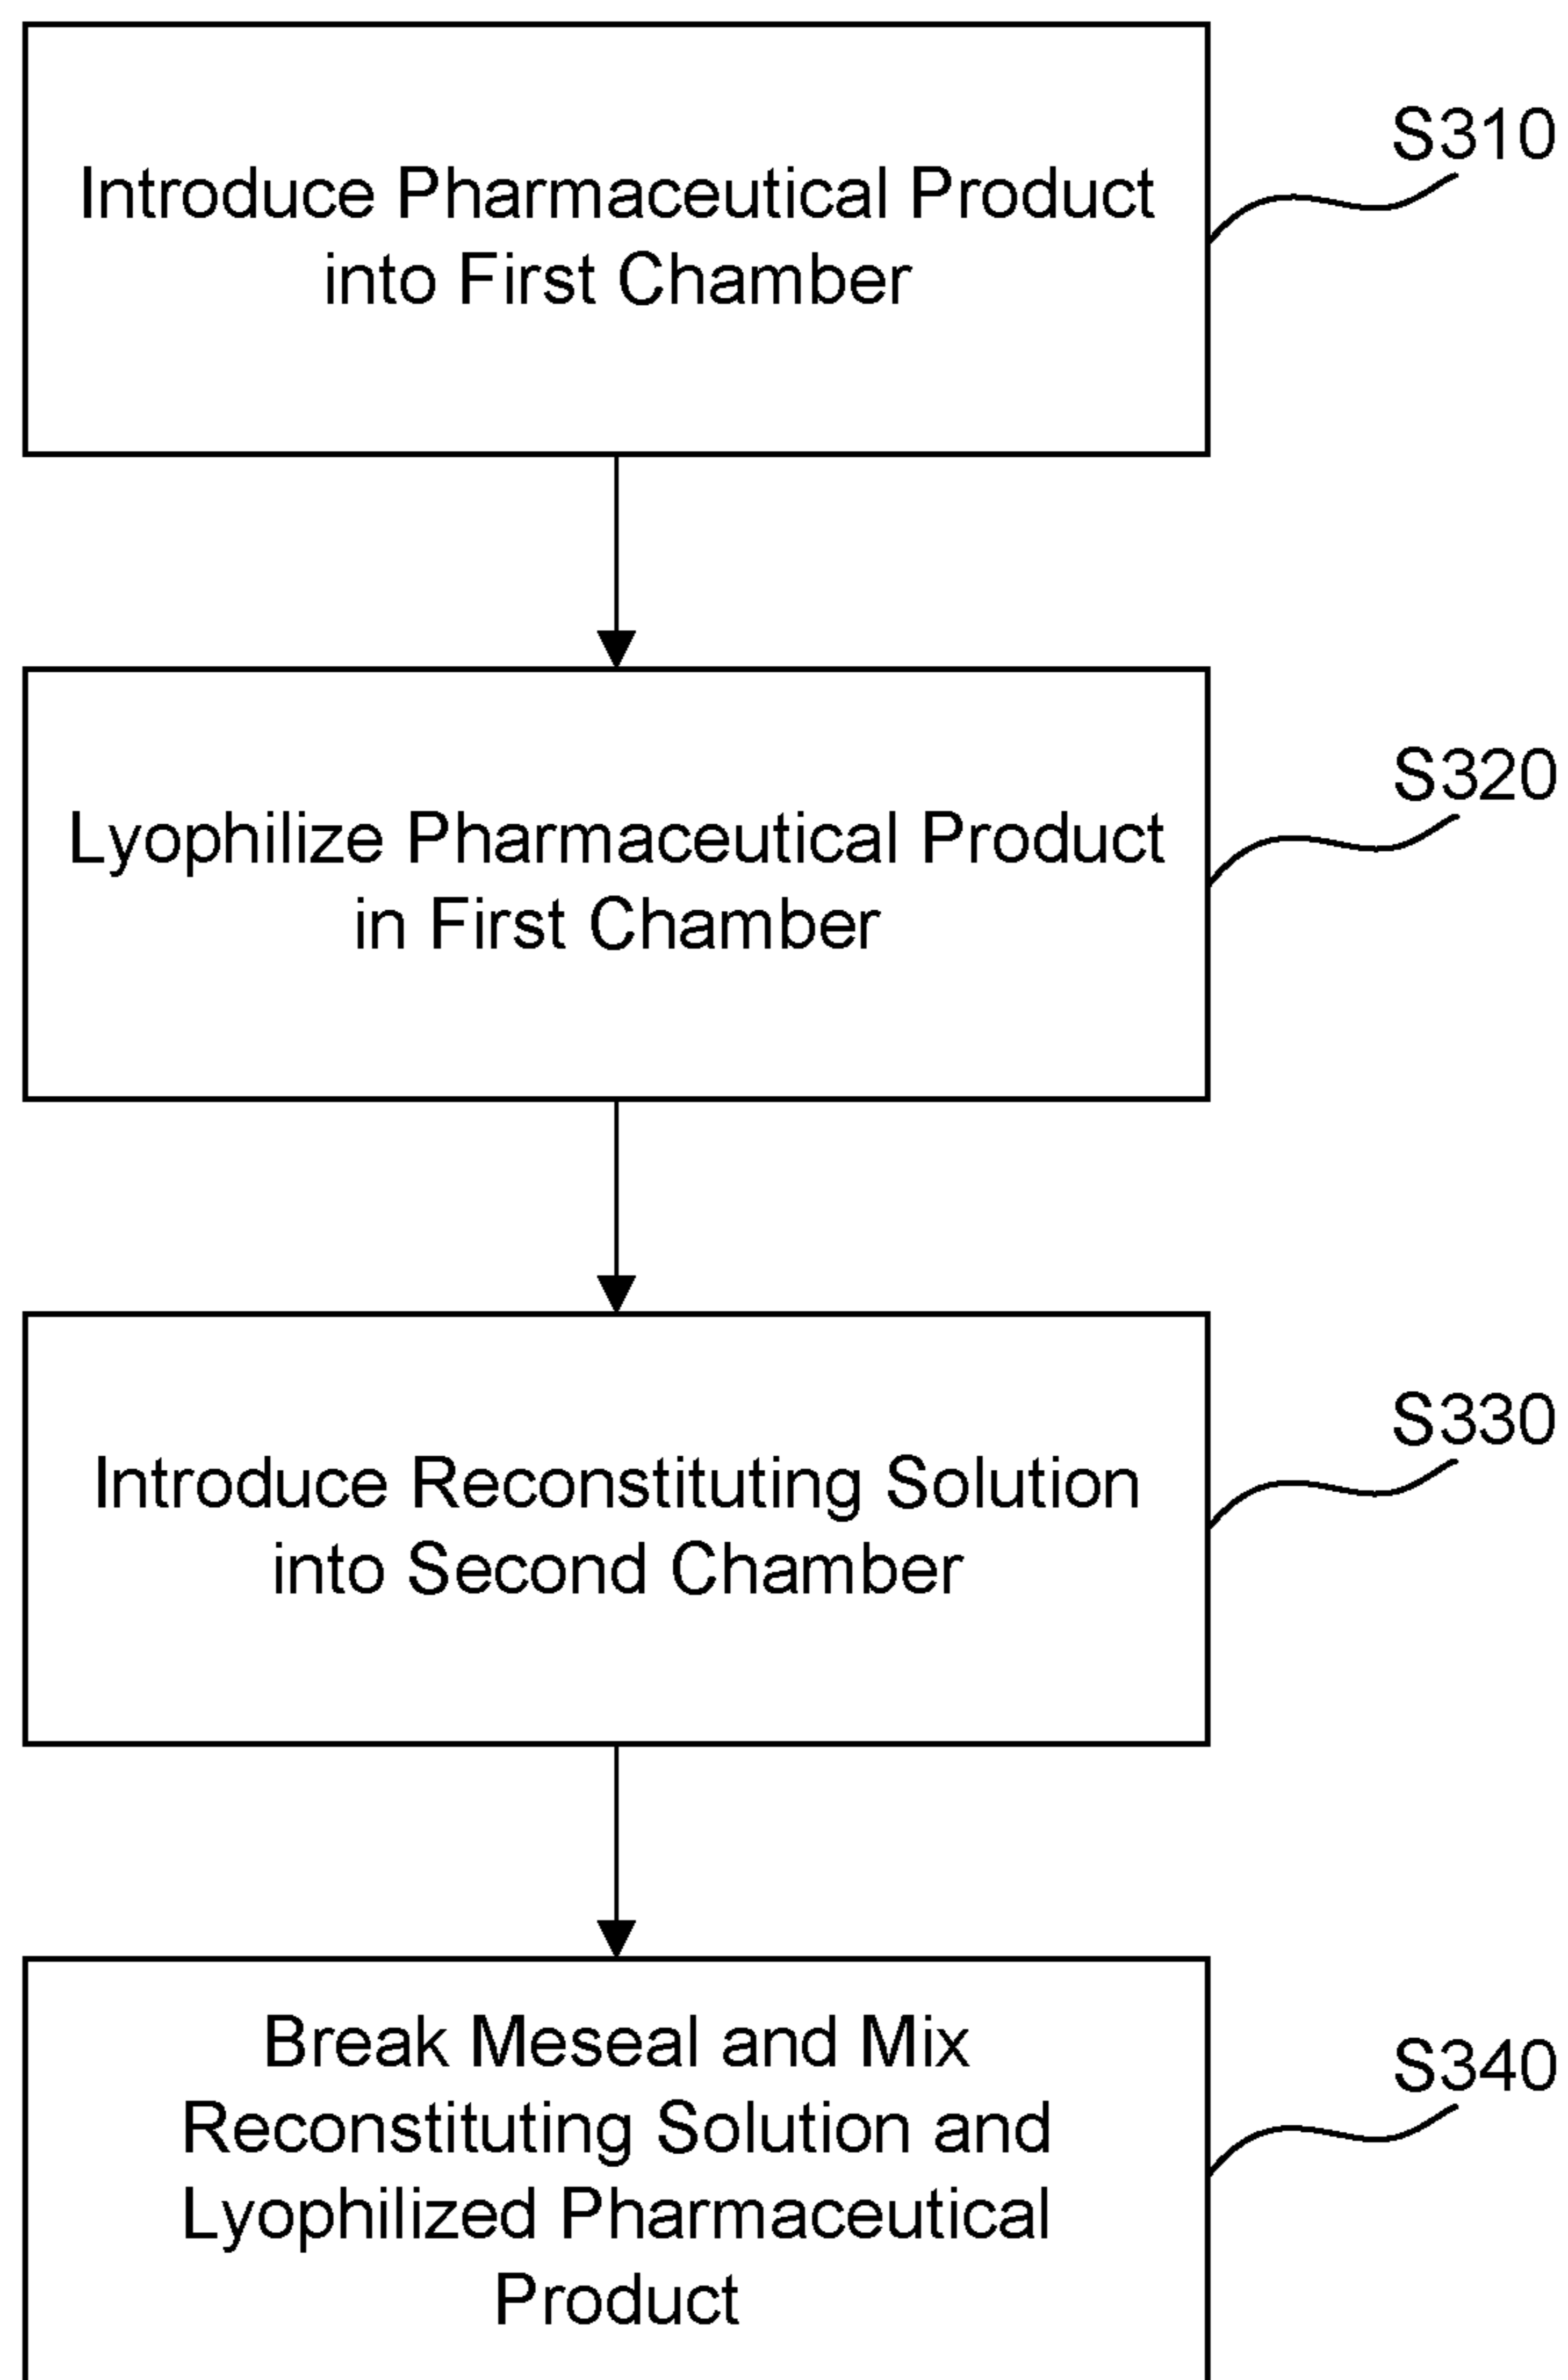 Introduce Pharmaceutical Product
into First Chamber
S310
Lyophilize Pharmaceutical Product
in First Chamber
S320
Introduce Reconstituting Solution
into Second Chamber
S330
Break Meseal and Mix
Reconstituting Solution and
Lyophilized Pharmaceutical
Product
S340